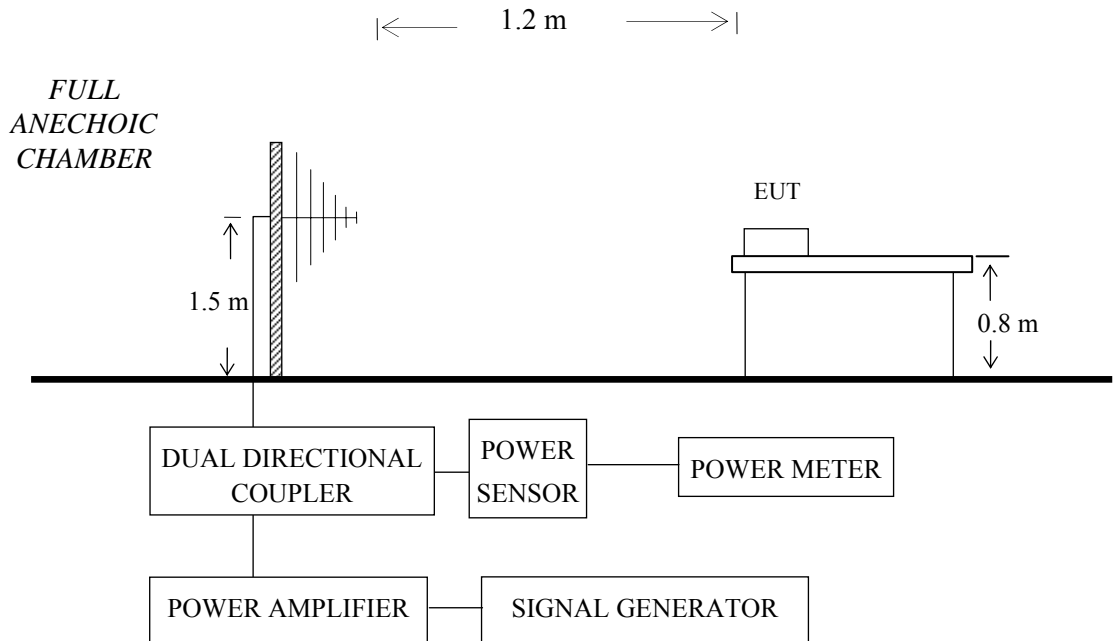 1.2 m
FULL
ANECHOIC
CHAMBER
EUT
1.5 m
0.8 m
DUAL DIRECTIONAL
COUPLER
POWER
SENSOR
POWER METER
POWER AMPLIFIER
SIGNAL GENERATOR